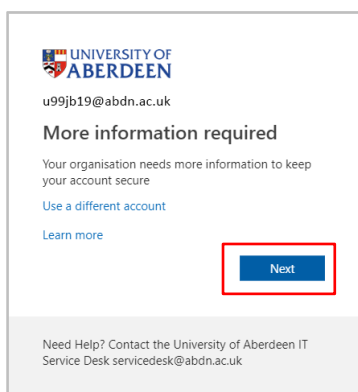 UNIVERSITY OF
ABERDEEN
u99jb19@abdn.ac.uk
More information required
Your organisation needs more information to keep
your account secure
Use a different account
Learn more
Next
Need Help? Contact the University of Aberdeen IT
Service Desk servicedesk@abdn.ac.uk